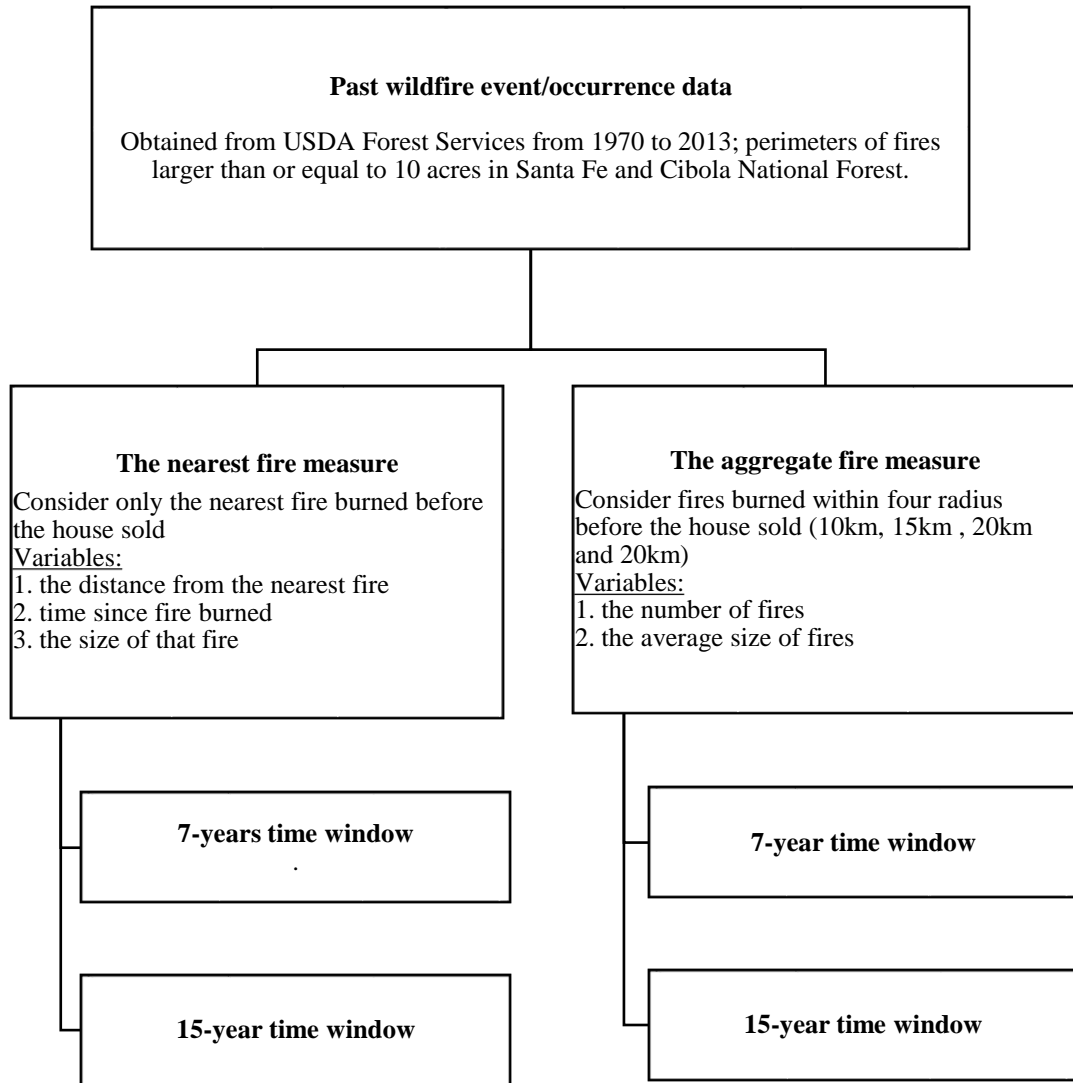 Past wildfire event/occurrence data
Obtained from USDA Forest Services from 1970 to 2013; perimeters of fires
larger than or equal to 10 acres in Santa Fe and Cibola National Forest.
The nearest fire measure
Consider only the nearest fire burned before
the house sold
Variables:
1. the distance from the nearest fire
2. time since fire burned
3. the size of that fire
The aggregate fire measure
Consider fires burned within four radius
before the house sold (10km, 15km , 20km
and 20km)
Variables:
1. the number of fires
2. the average size of fires
7-years time window
.
7-year time window
15-year time window
15-year time window